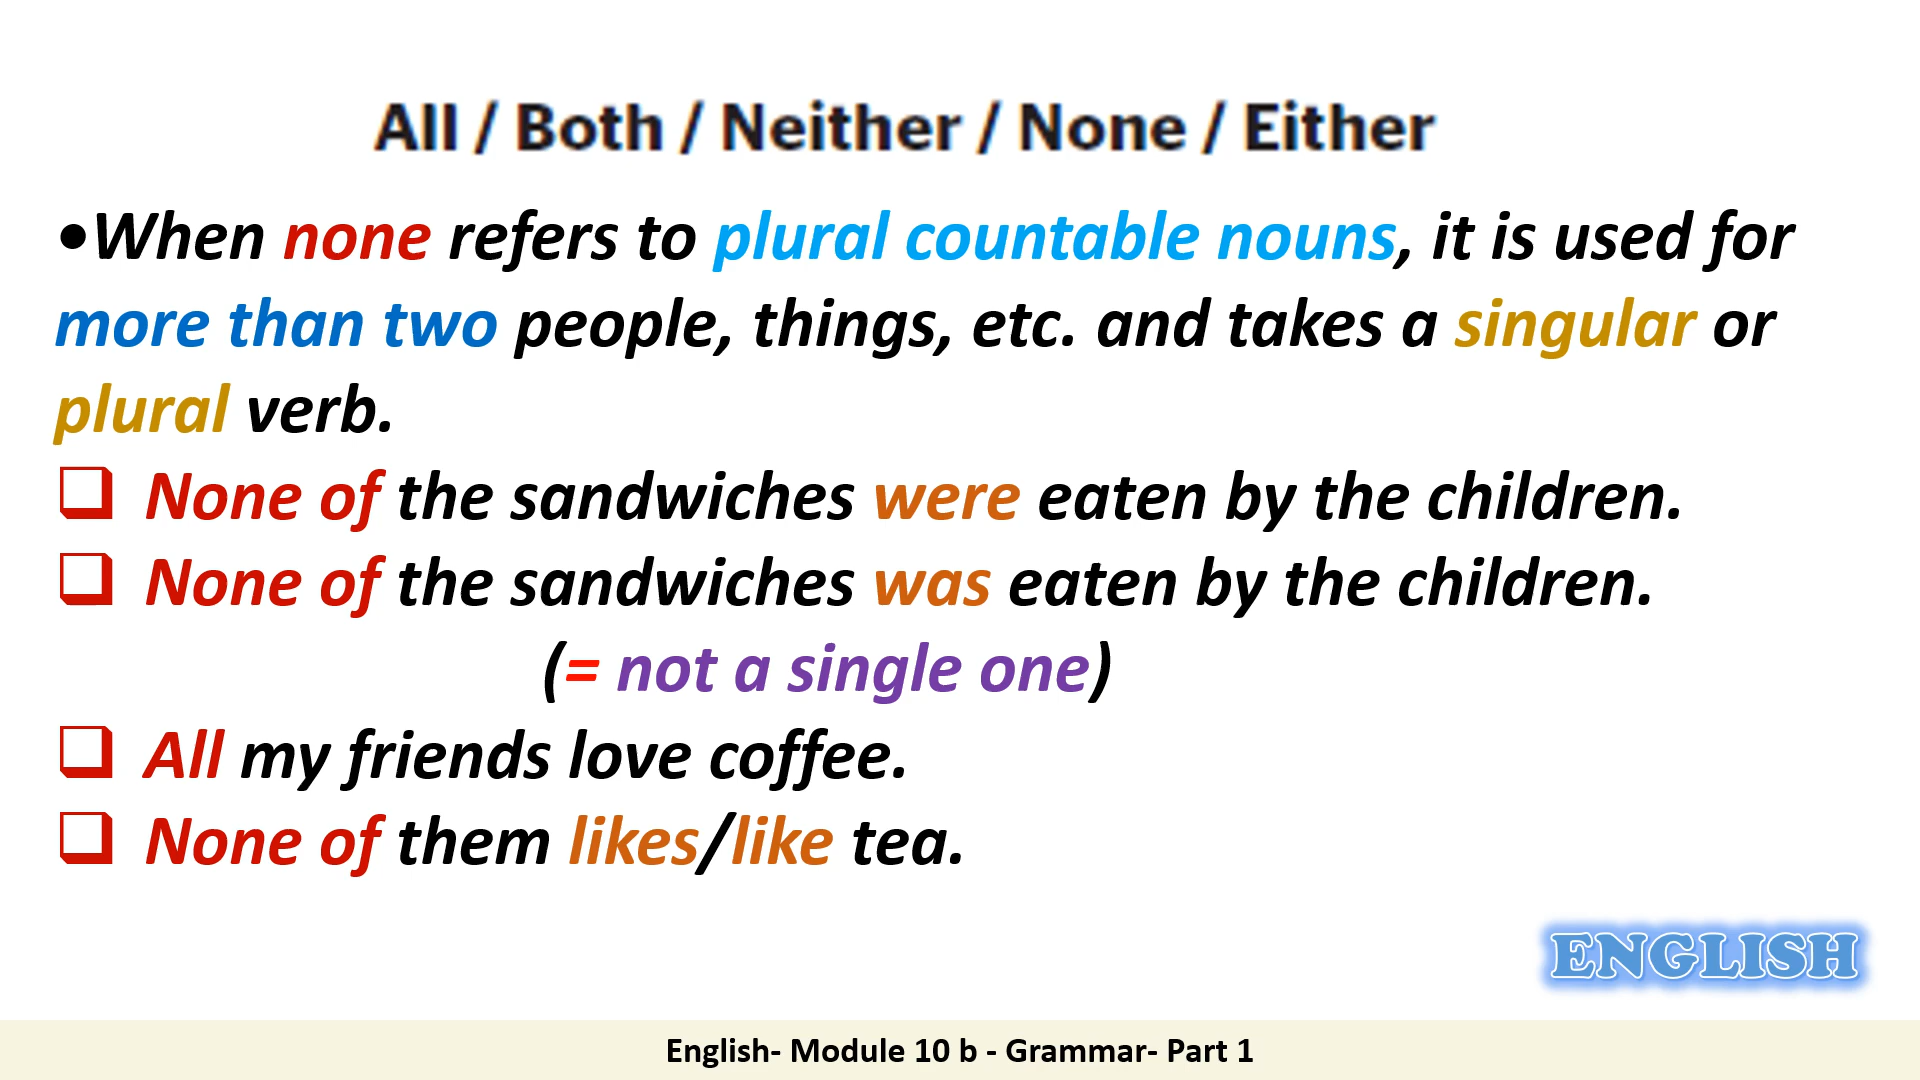 All / Both / Neither / None / Either
•When none refers to plural countable nouns, it is used for
more than two people, things, etc. and takes a singular or
plural verb.
❑ None of the sandwiches were eaten by the children.
❑ None of the sandwiches was eaten by the children.
(= not a single one)
❑ All my friends love coffee.
❑ None of them likes/like tea.
ENGLISH
English- Module 10 b - Grammar- Part 1